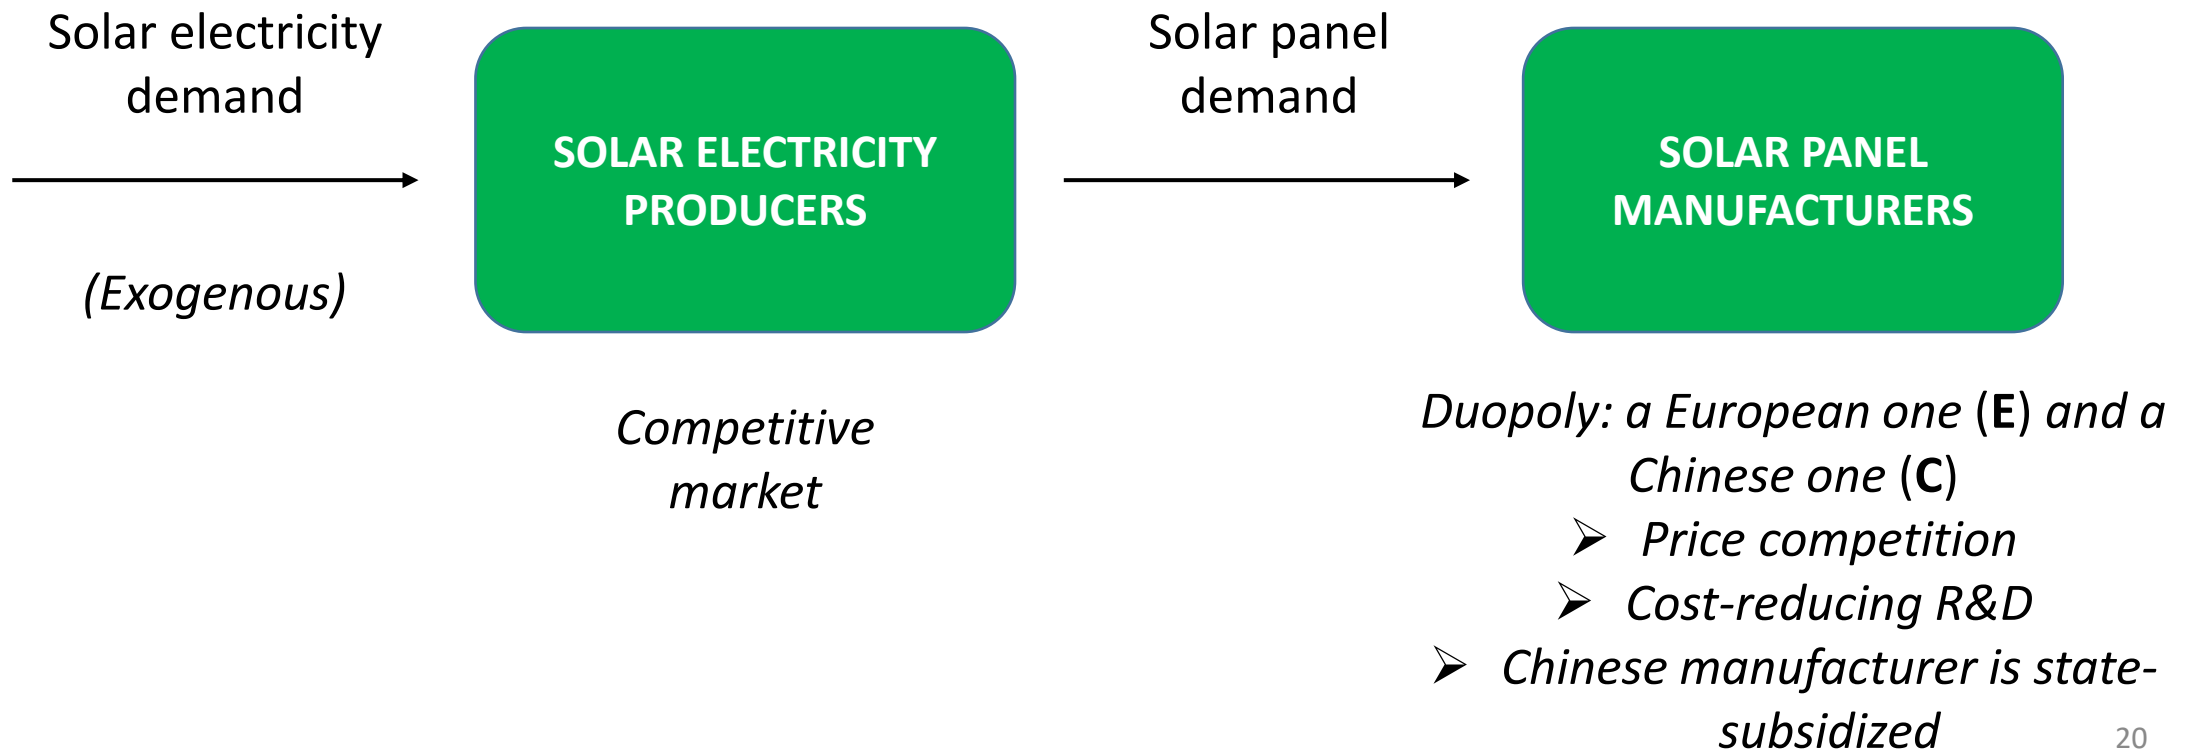 Solar electricity
demand
(Exogenous)
SOLAR ELECTRICITY
PRODUCERS
Competitive
market
Solar panel
demand
SOLAR PANEL
MANUFACTURERS
Duopoly: a European one (E) and a
Chinese one (C)
➢ Price competition
➢ Cost-reducing R&D
➢ Chinese manufacturer is state-
subsidized
20